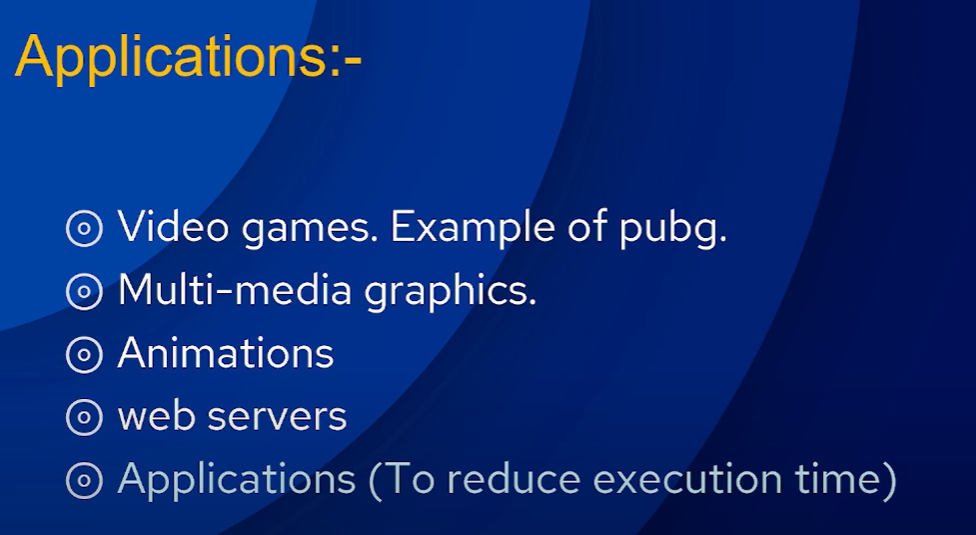 Applications:-
Video games. Example of pubg.
Multi-media graphics.
Animations
web servers
Applications (To reduce execution time)